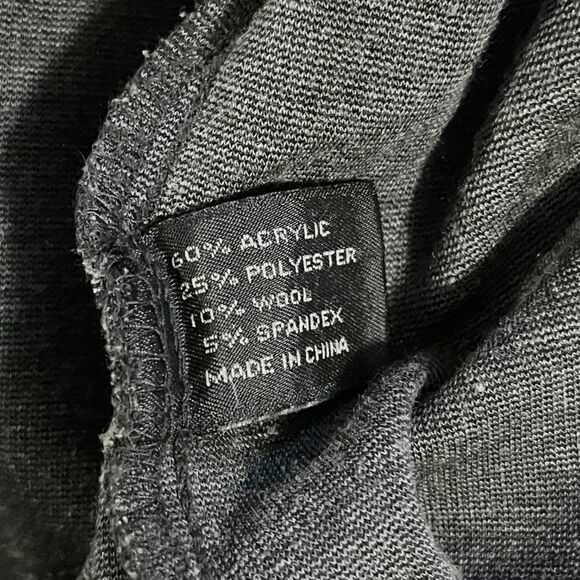 60% ACRYLIC
25% POLYESTER
10% WOOL
5% SPANDEX
MADE IN CHINA